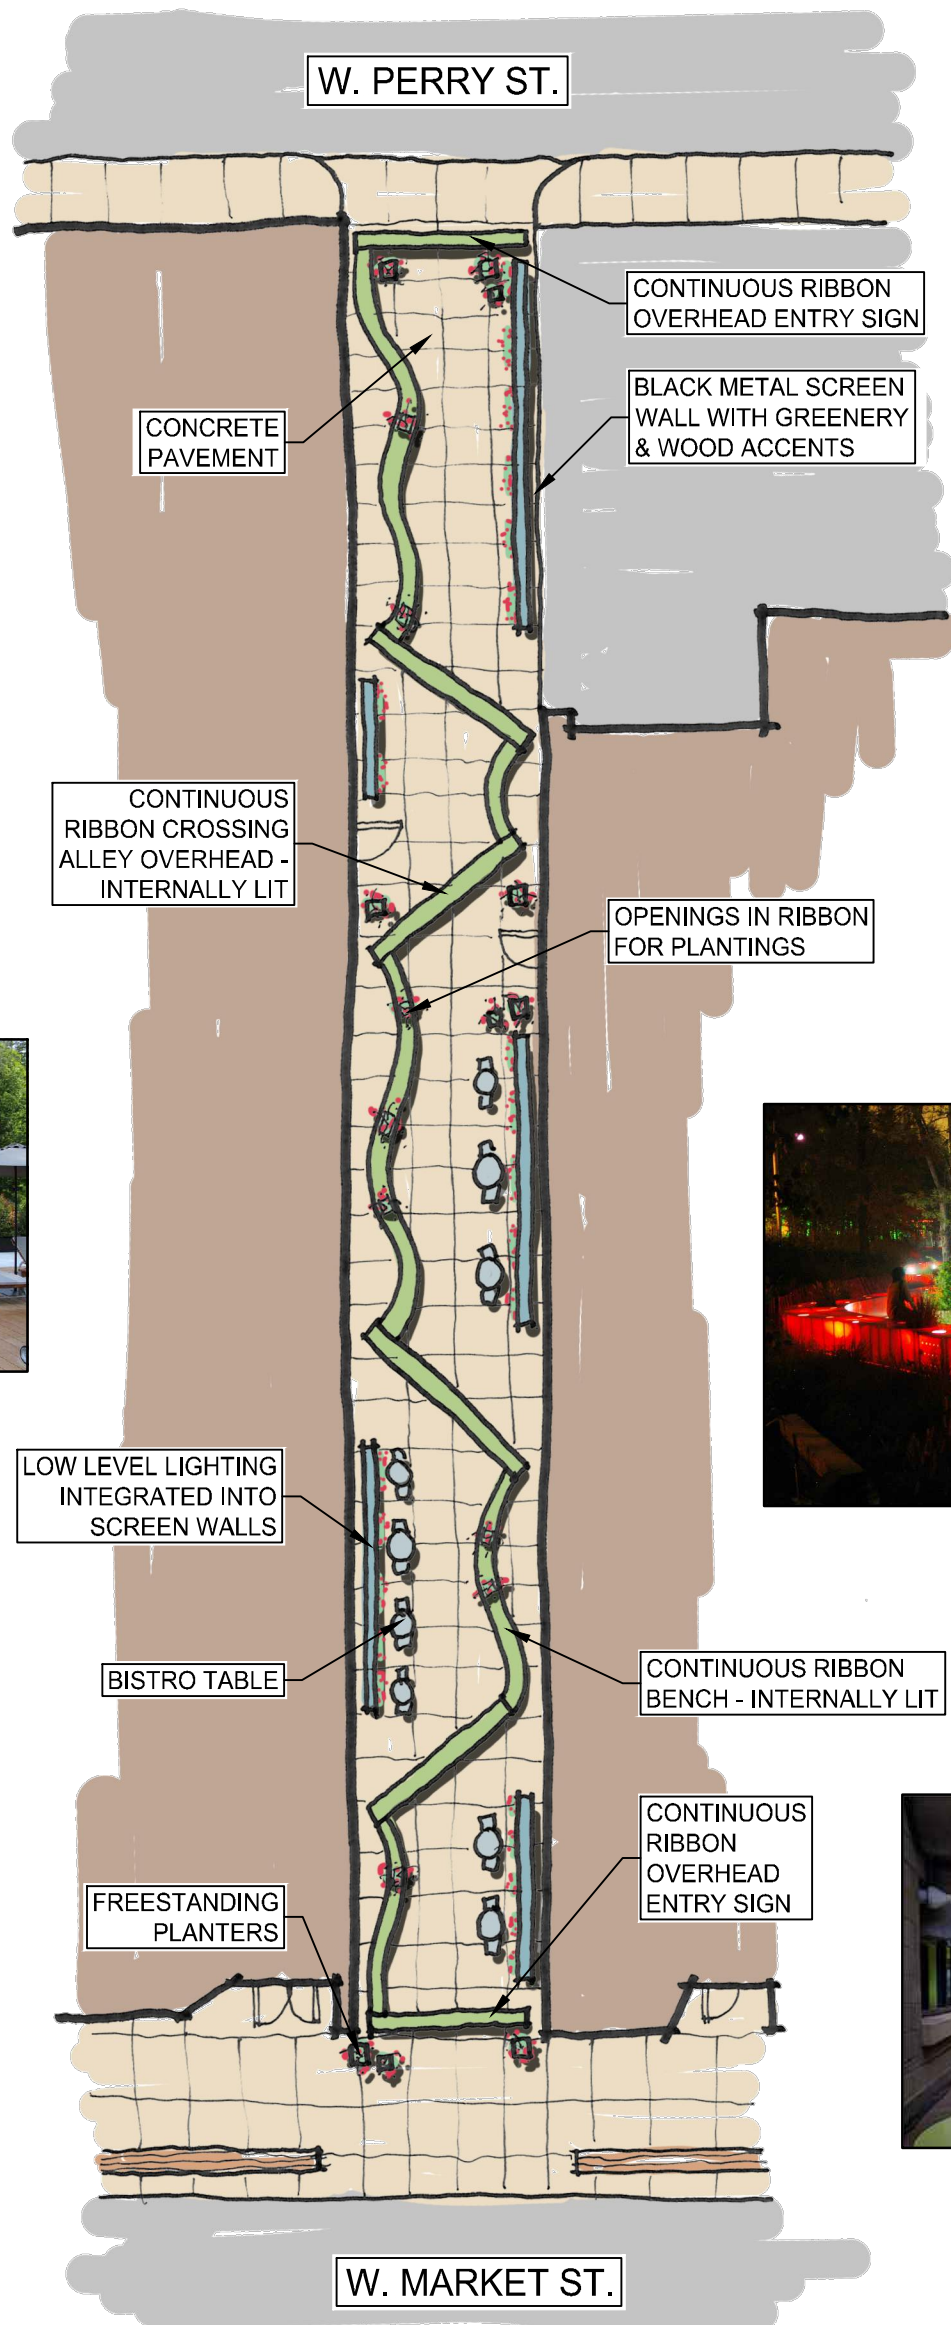 W. PERRY ST.
CONTINUOUS RIBBON
OVERHEAD ENTRY SIGN
BLACK METAL SCREEN
WALL WITH GREENERY
& WOOD ACCENTS
CONCRETE
PAVEMENT
CONTINUOUS
RIBBON CROSSING
ALLEY OVERHEAD -
INTERNALLY LIT
OPENINGS IN RIBBON
FOR PLANTINGS
LOW LEVEL LIGHTING
INTEGRATED INTO
SCREEN WALLS
BISTRO TABLE
CONTINUOUS RIBBON
BENCH - INTERNALLY LIT
CONTINUOUS
RIBBON
OVERHEAD
ENTRY SIGN
FREESTANDING
PLANTERS
W. MARKET ST.